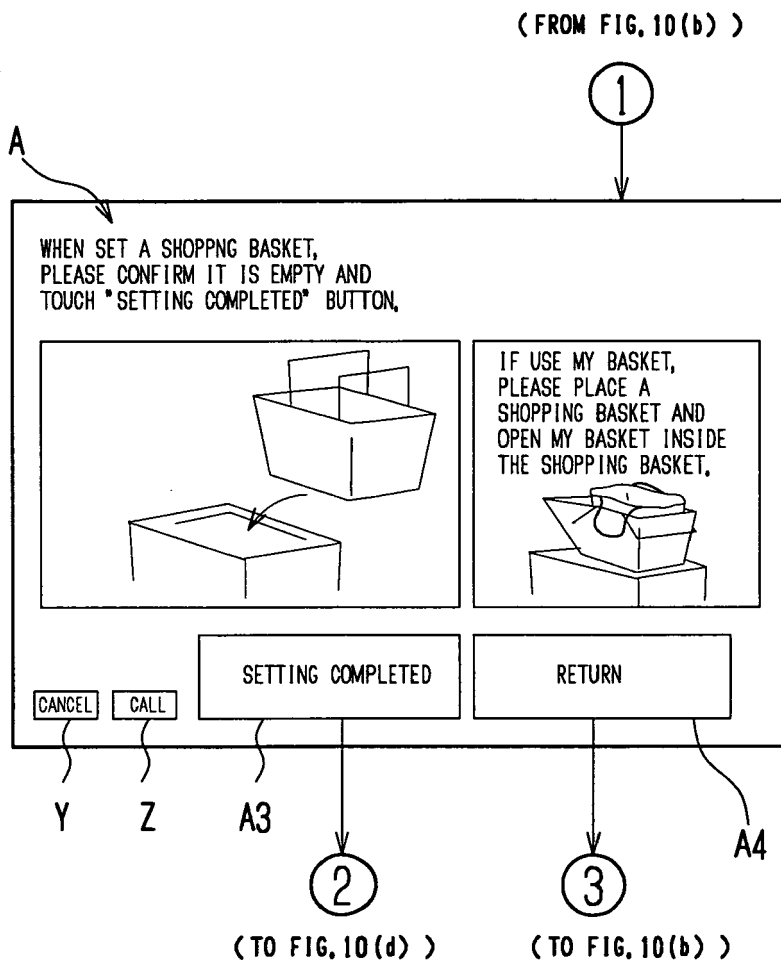 (FROM FIG. 10(b) )
1
A
WHEN SET A SHOPPNG BASKET,
PLEASE CONFIRM IT IS EMPTY AND
TOUCH "SETTING COMPLETED" BUTTON.
IF USE MY BASKET,
PLEASE PLACE A
SHOPPING BASKET AND
OPEN MY BASKET INSIDE
THE SHOPPING BASKET.
SETTING COMPLETED
RETURN
CANCEL
CALL
Y
Z
A3
A4
2
3
(TO FIG. 10(d) )
(TO FIG. 10(b) )